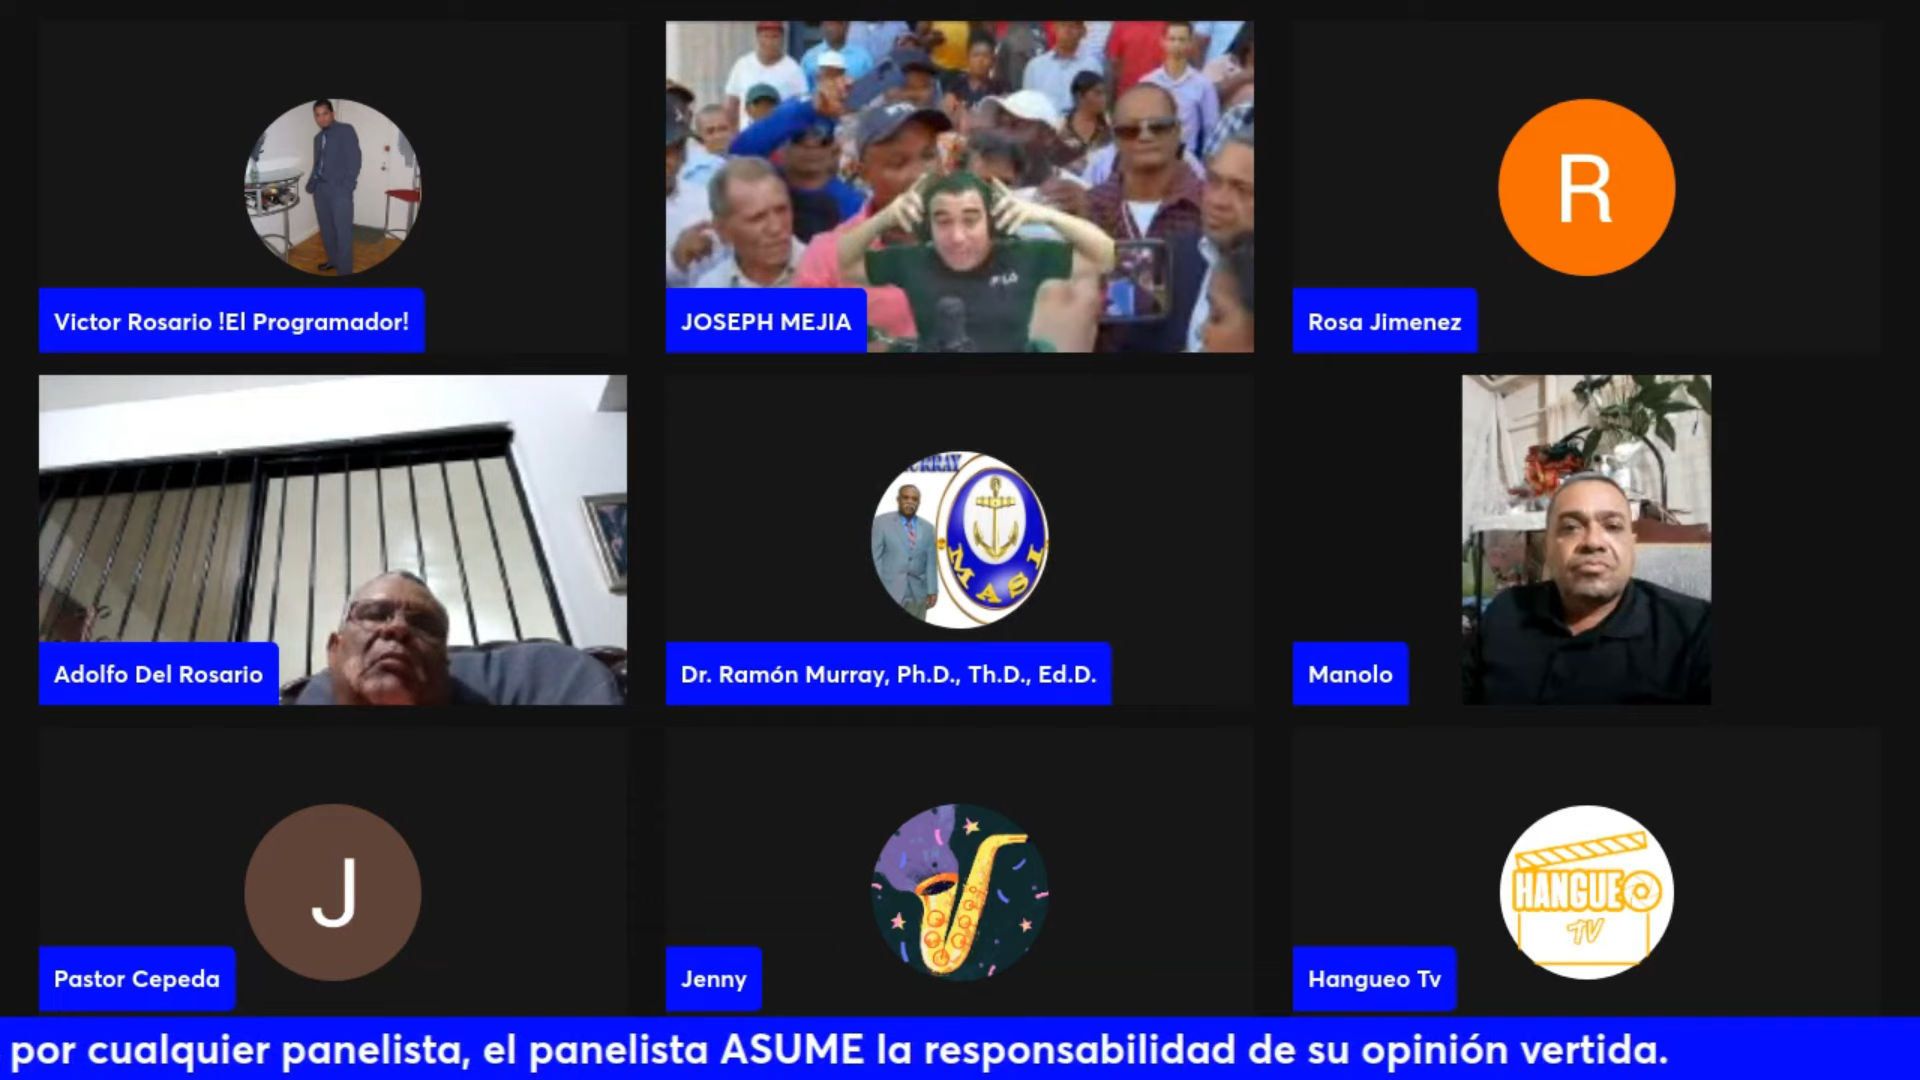 Victor Rosario !El Programador!
JOSEPH MEJIA
FILA
R
Rosa Jimenez
Adolfo Del Rosario
MURRAY
MASI
Dr. Ramón Murray, Ph.D., Th.D., Ed.D.
Manolo
J
Pastor Cepeda
Jenny
HANGUEO
TV
Hangueo Tv
por cualquier panelista, el panelista ASUME la responsabilidad de su opinión vertida.